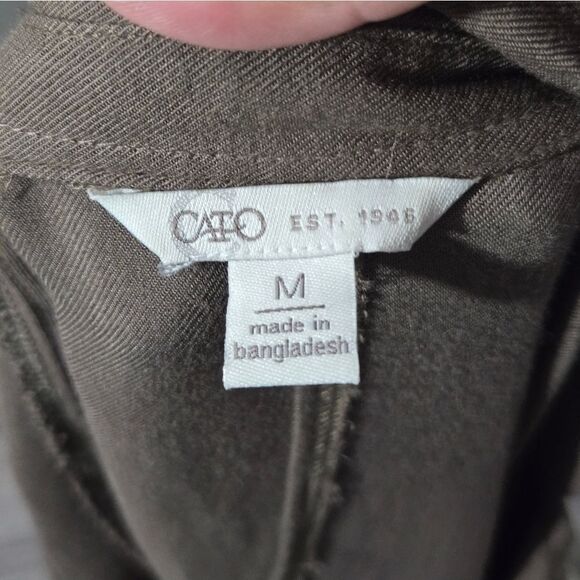 CATO EST. 1946
M
made in
bangladesh